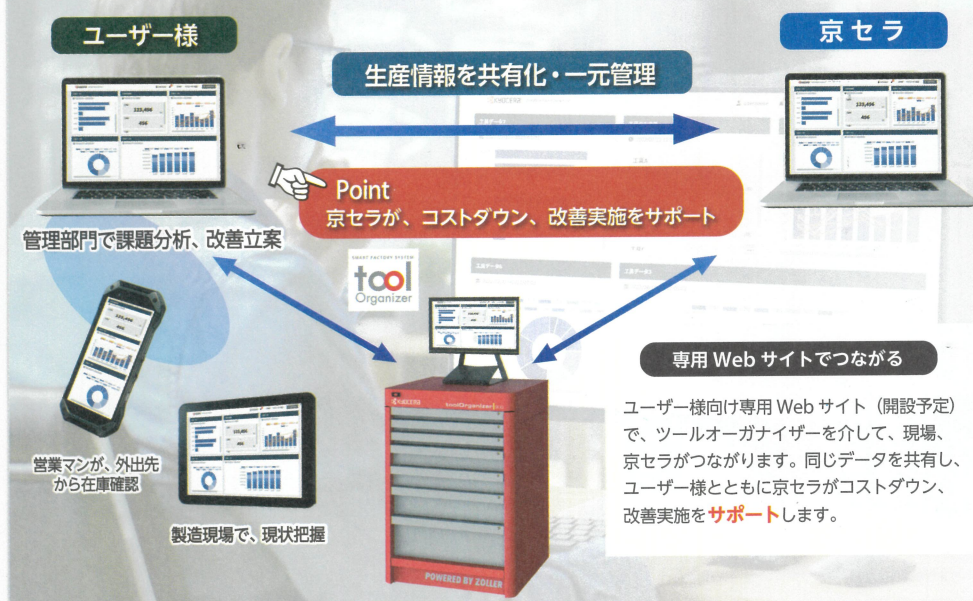 ユーザー様
京セラ
生産情報を共有化・一元管理
Point
京セラが、コストダウン、改善実施をサポート
管理部門で課題分析、改善立案
SMART FACTORY SYSTEM
tool
Organizer
専用 Web サイトでつながる
ユーザー様向け専用 Web サイト（開設予定）
で、ツールオーガナイザーを介して、現場、
京セラがつながります。同じデータを共有し、
ユーザー様とともに京セラがコストダウン、
改善実施をサポートします。
営業マンが、外出先
から在庫確認
製造現場で、現状把握
KYOCERA
toolOrganizer
POWERED BY ZOLLER